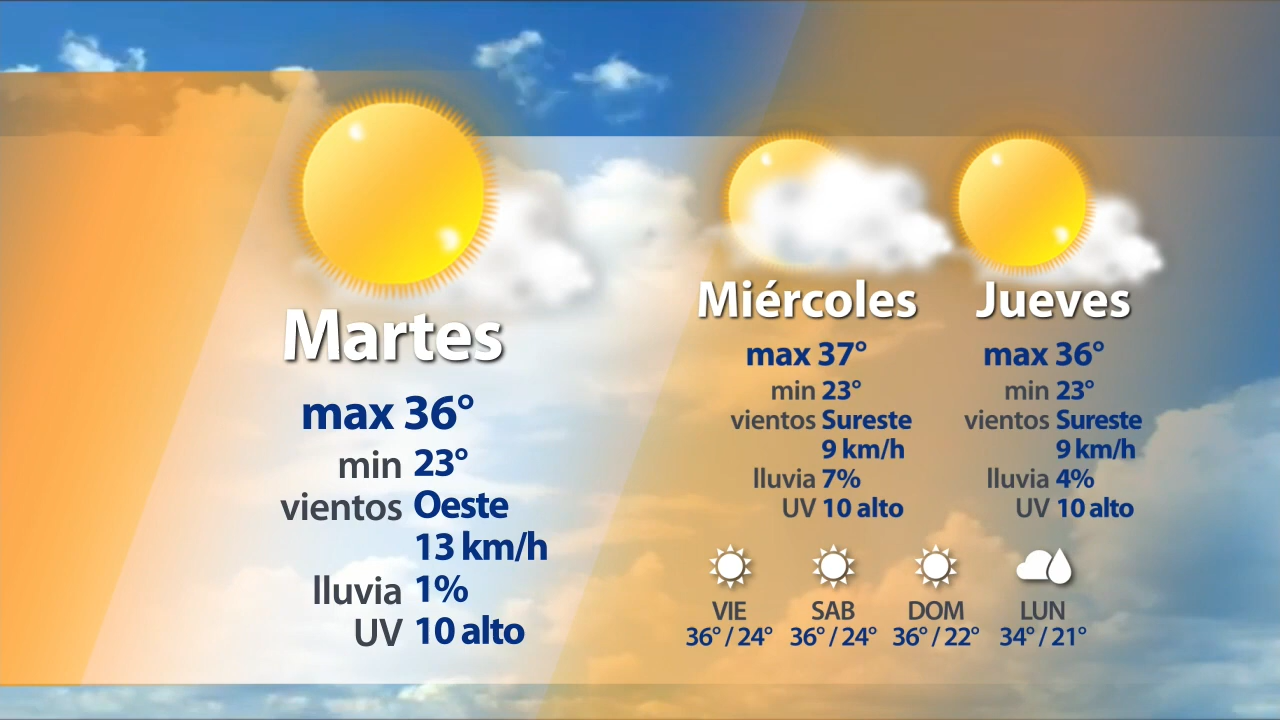 Martes
max 36°
min 23°
vientos Oeste
13 km/h
lluvia 1%
UV 10 alto
Miércoles
max 37°
min 23°
vientos Sureste
9 km/h
lluvia 7%
UV 10 alto
Jueves
max 36°
min 23°
vientos Sureste
9 km/h
lluvia 4%
UV 10 alto
VIE
36° / 24°
SAB
36° / 24°
DOM
36° / 22°
LUN
34° / 21°